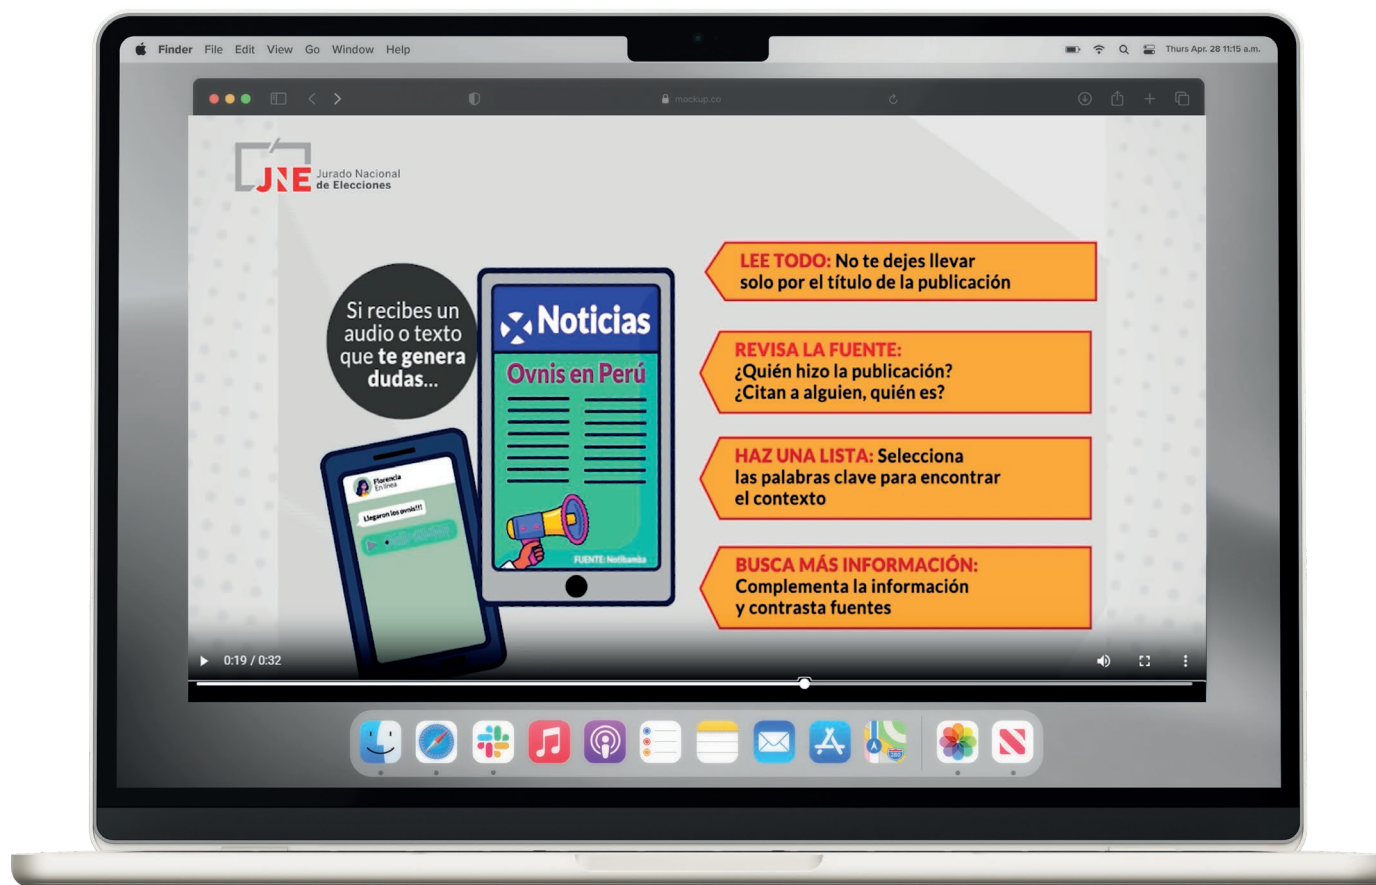 Finder File Edit View Go Window Help
Thurs Apr. 28 11:15 a.m.
mockup.co
JNE Jurado Nacional
de Elecciones
Si recibes un
audio o texto
que te genera
dudas...
Noticias
Ovnis en Perú
FUENTE: Notibamba
Florencia
En línea
Llegaron los ovnis!!!
LEE TODO: No te dejes llevar
solo por el título de la publicación
REVISA LA FUENTE:
¿Quién hizo la publicación?
¿Citan a alguien, quién es?
HAZ UNA LISTA: Selecciona
las palabras clave para encontrar
el contexto
BUSCA MÁS INFORMACIÓN:
Complementa la información
y contrasta fuentes
0:19 / 0:32